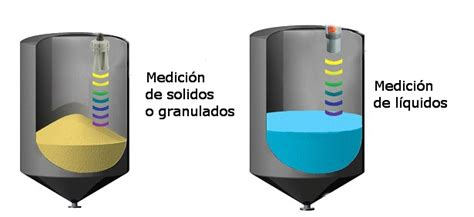 Medición
de solidos
o granulados
Medición
de líquidos